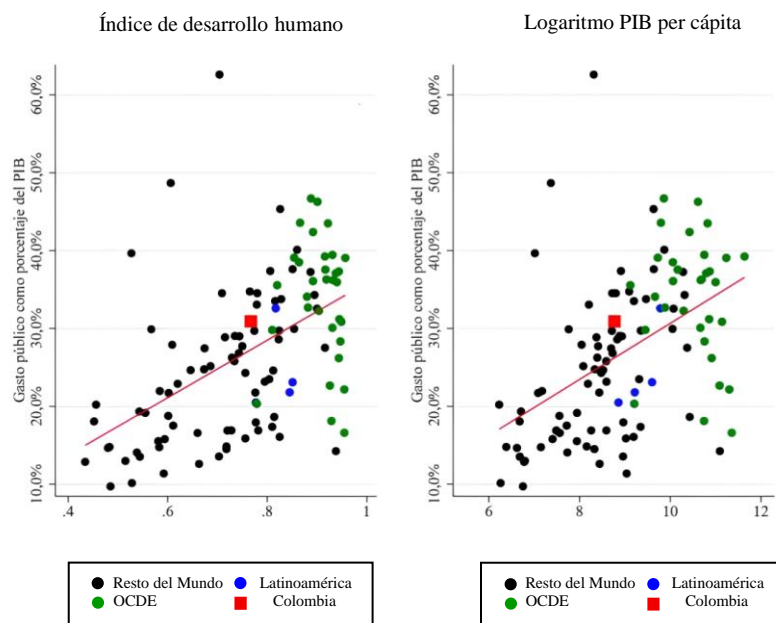 Índice de desarrollo humano
Gasto público como porcentaje del PIB
60,0%
50,0%
40,0%
30,0%
20,0%
10,0%
.4
.6
.8
1
Resto del Mundo
Latinoamérica
OCDE
Colombia
Logaritmo PIB per cápita
Gasto público como porcentaje del PIB
60,0%
50,0%
40,0%
30,0%
20,0%
10,0%
6
8
10
12
Resto del Mundo
Latinoamérica
OCDE
Colombia